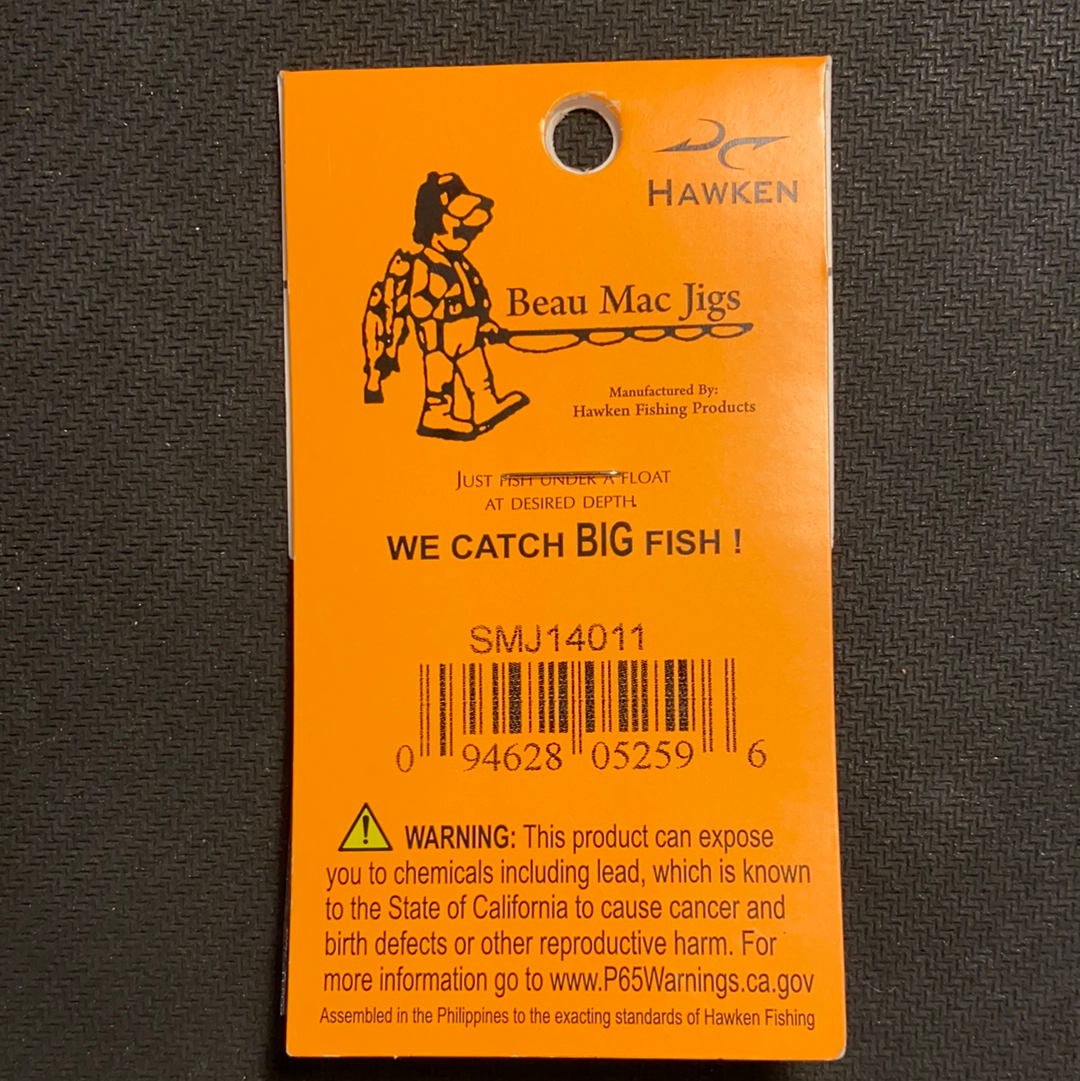 HAWKEN
Beau Mac Jigs
Manufactured By:
Hawken Fishing Products
JUST FISH UNDER A FLOAT
AT DESIRED DEPTH.
WE CATCH BIG FISH !
SMJ14011
0 94628 05259 6
WARNING: This product can expose
you to chemicals including lead, which is known
to the State of California to cause cancer and
birth defects or other reproductive harm. For
more information go to www.P65Warnings.ca.gov
Assembled in the Philippines to the exacting standards of Hawken Fishing